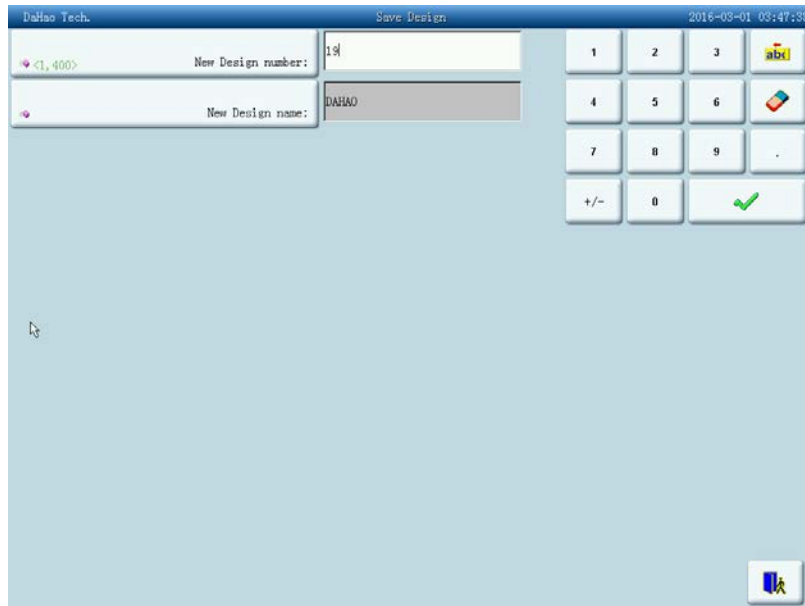 DaHao Tech. Save Design 2016-03-01 03:47:3
<1,400> New Design number: 19
New Design name: DAHAO
1 2 3 abc
4 5 6
7 8 9 .
+/- 0